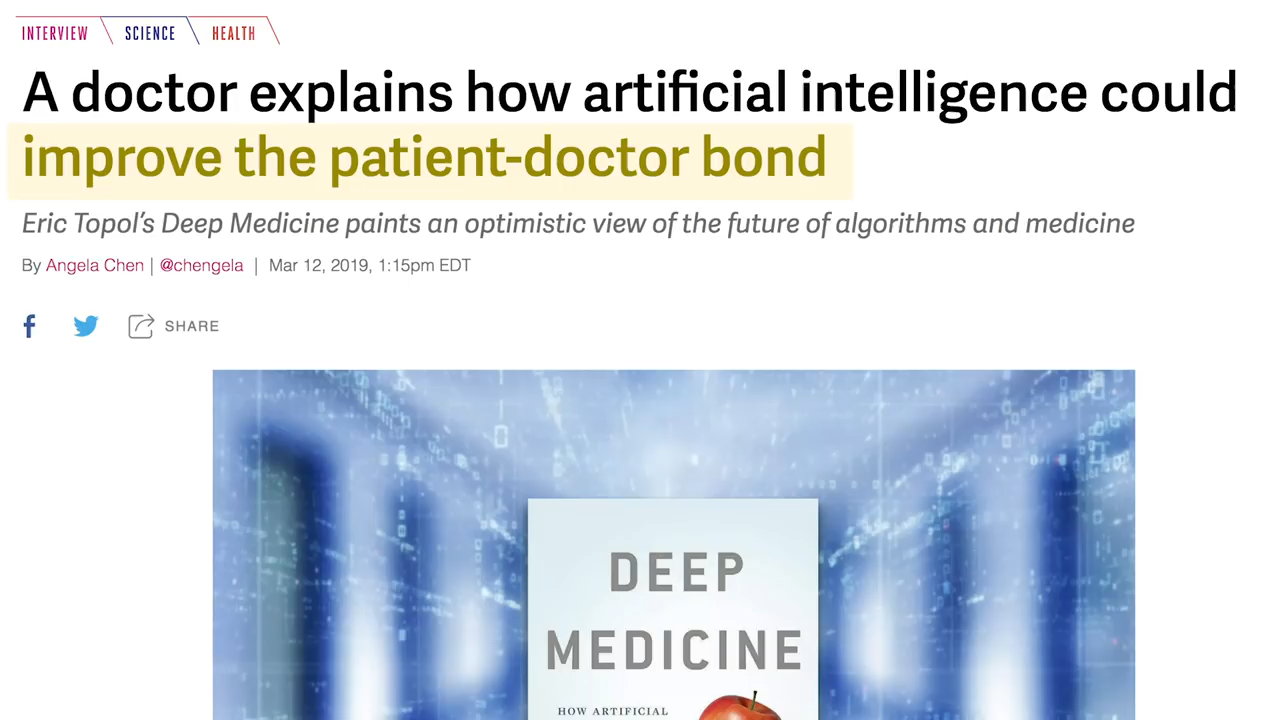 INTERVIEW SCIENCE HEALTH
A doctor explains how artificial intelligence could
improve the patient-doctor bond
Eric Topol’s Deep Medicine paints an optimistic view of the future of algorithms and medicine
By Angela Chen | @chengela | Mar 12, 2019, 1:15pm EDT
SHARE
DEEP
MEDICINE
HOW ARTIFICIAL